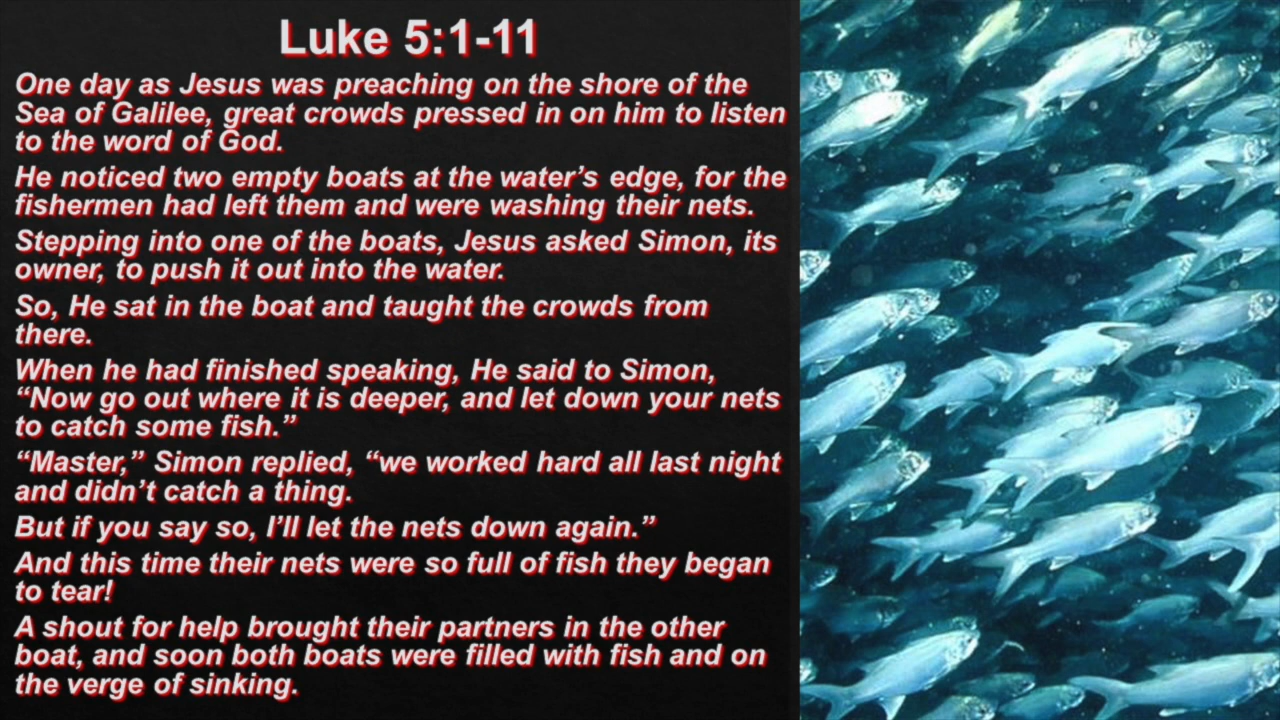 Luke 5:1-11
One day as Jesus was preaching on the shore of the
Sea of Galilee, great crowds pressed in on him to listen
to the word of God.
He noticed two empty boats at the water’s edge, for the
fishermen had left them and were washing their nets.
Stepping into one of the boats, Jesus asked Simon, its
owner, to push it out into the water.
So, He sat in the boat and taught the crowds from
there.
When he had finished speaking, He said to Simon,
“Now go out where it is deeper, and let down your nets
to catch some fish.”
“Master,” Simon replied, “we worked hard all last night
and didn’t catch a thing.
But if you say so, I’ll let the nets down again.”
And this time their nets were so full of fish they began
to tear!
A shout for help brought their partners in the other
boat, and soon both boats were filled with fish and on
the verge of sinking.